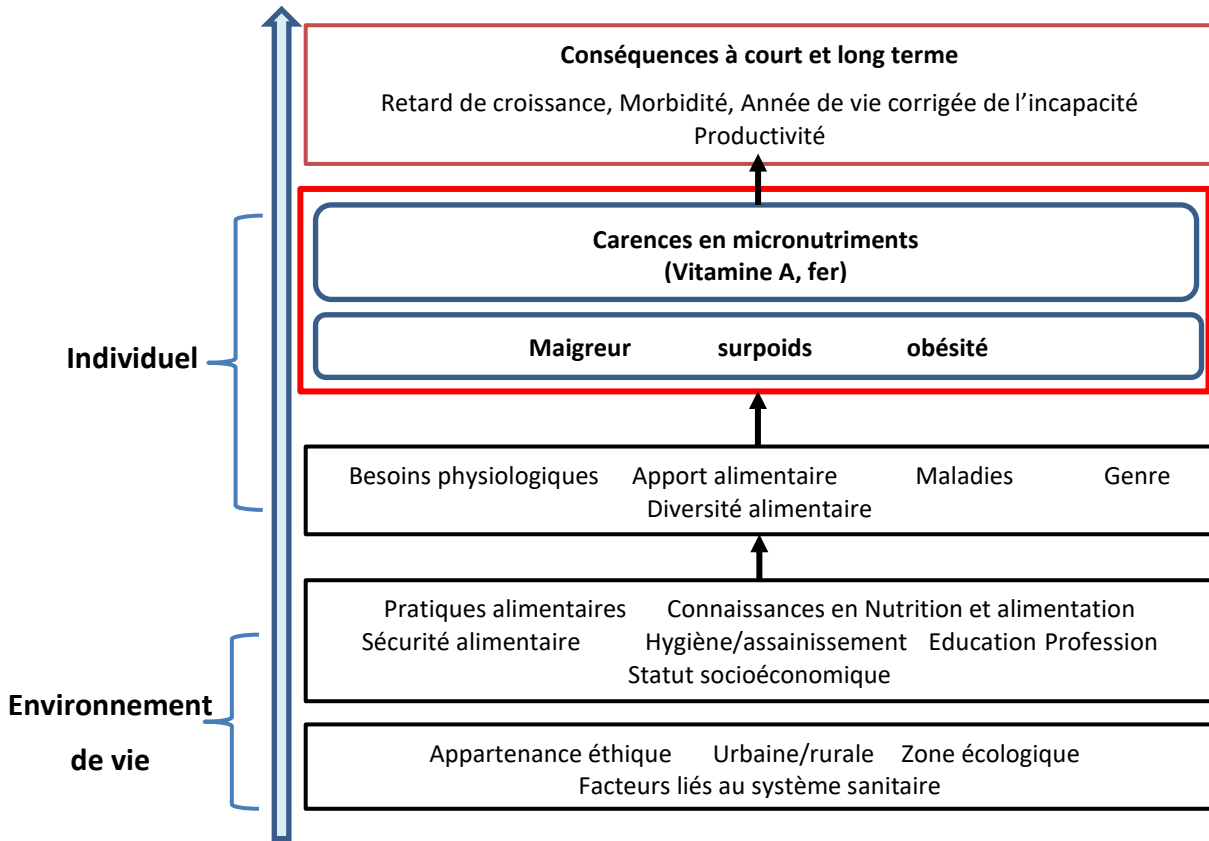 Conséquences à court et long terme
Retard de croissance, Morbidité, Année de vie corrigée de l'incapacité
Productivité
Carences en micronutriments
(Vitamine A, fer)
Individuel
Maigreur surpoids obésité
Besoins physiologiques Apport alimentaire Maladies Genre
Diversité alimentaire
Pratiques alimentaires Connaissances en Nutrition et alimentation
Sécurité alimentaire Hygiène/assainissement Education Profession
Statut socioéconomique
Environnement
de vie
Appartenance éthique Urbaine/rurale Zone écologique
Facteurs liés au système sanitaire